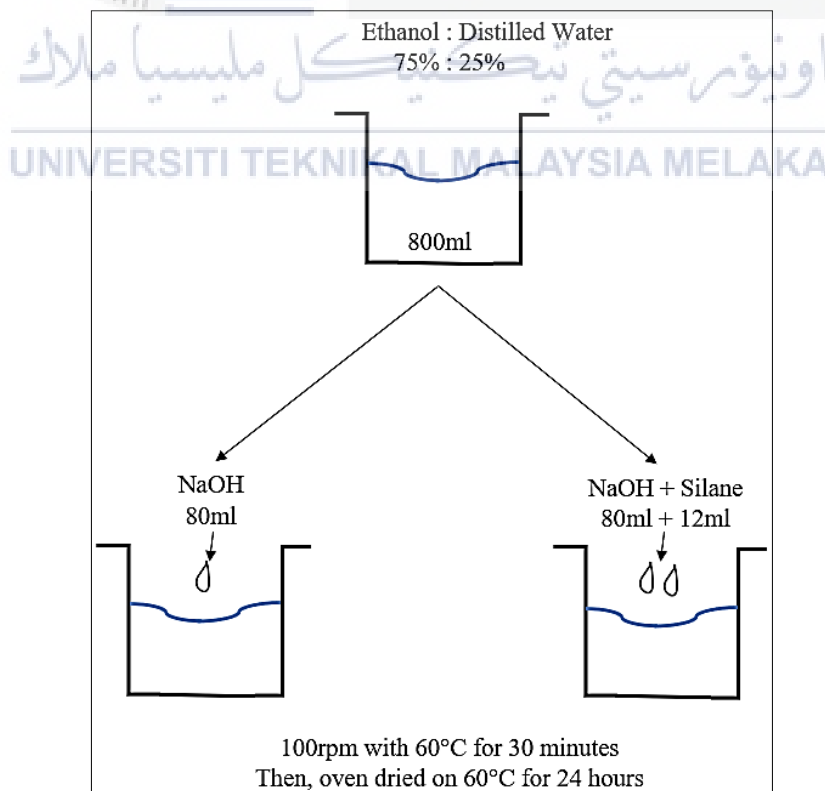 Ethanol : Distilled Water
75% : 25%
اونيۏرسيتي تيكنيكل مليسيا ملاك
UNIVERSITI TEKNIKAL MALAYSIA MELAKA
800ml
NaOH
80ml
NaOH + Silane
80ml + 12ml
100rpm with 60°C for 30 minutes
Then, oven dried on 60°C for 24 hours